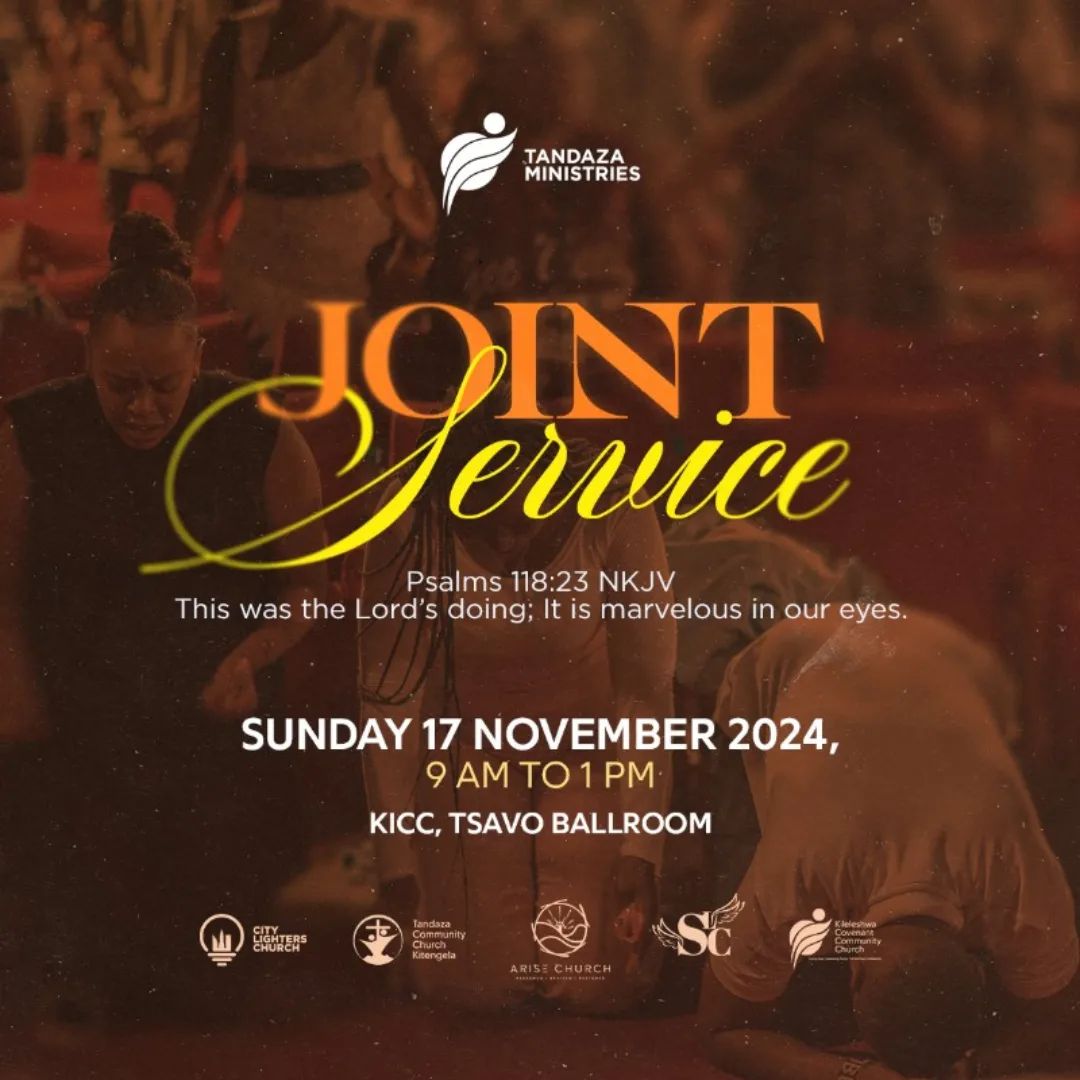 TANDAZA
MINISTRIES
JOINT
Service
Psalms 118:23 NKJV
This was the Lord's doing; It is marvelous in our eyes.
SUNDAY 17 NOVEMBER 2024,
9 AM TO 1 PM
KICC, TSAVO BALLROOM
CITY
LIGHTERS
CHURCH
Tandaza
Community
Church
Kitengela
ARISE CHURCH
SC
Kileleshwa
Covenant
Community
Church